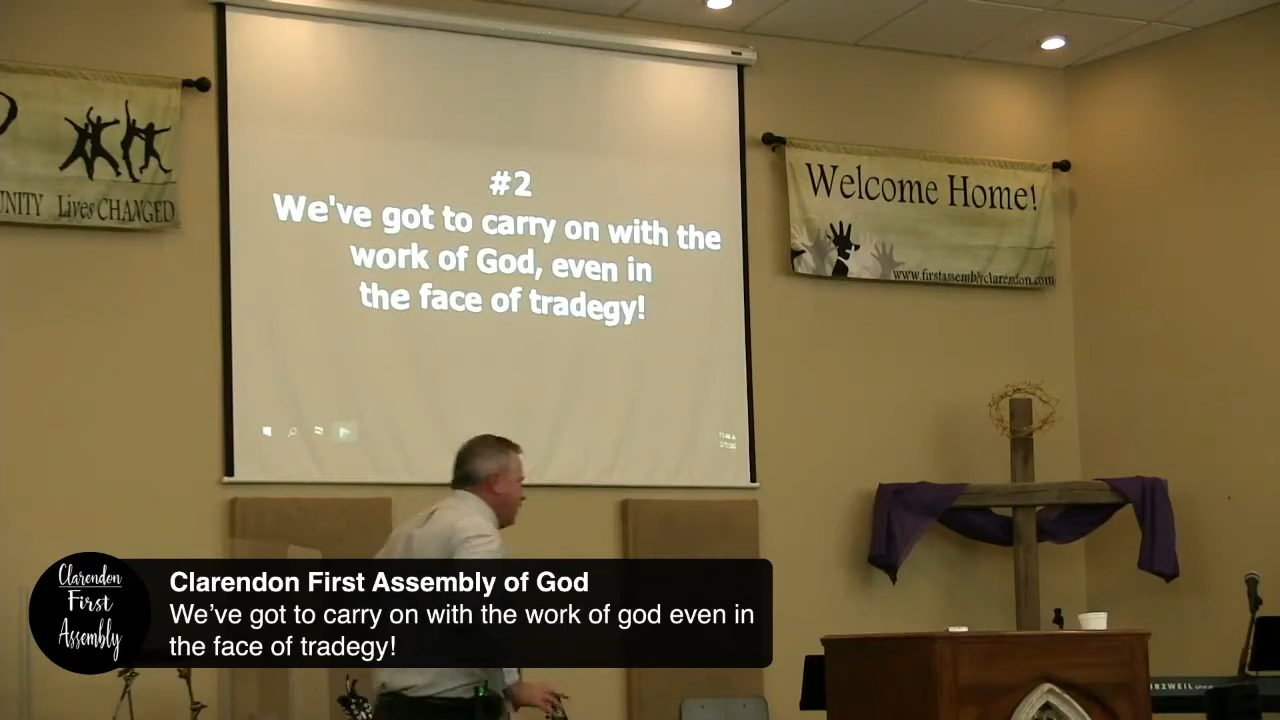 UNITY Lives CHANGED
#2
We've got to carry on with the
work of God, even in
the face of tradegy!
Welcome Home!
www.firstassemblyclarendon.com
Clarendon
First
Assembly
Clarendon First Assembly of God
We’ve got to carry on with the work of god even in
the face of tradegy!